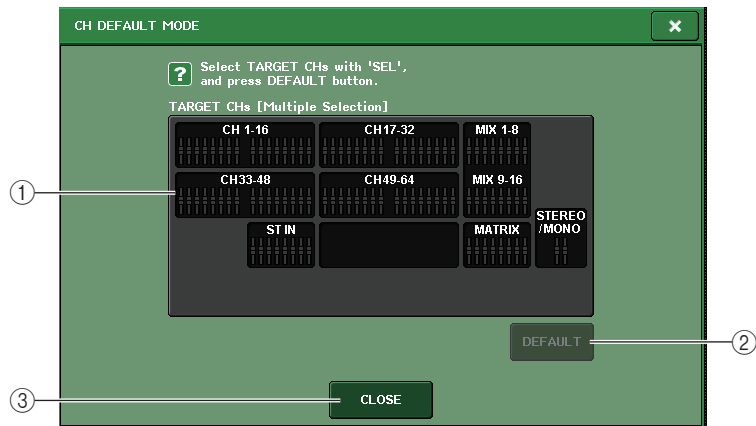 CH DEFAULT MODE
×
? Select TARGET CHs with 'SEL',
and press DEFAULT button.
TARGET CHs [Multiple Selection]
CH 1-16
CH17-32
MIX 1-8
①
CH33-48
CH49-64
MIX 9-16
ST IN
MATRIX
STEREO
/MONO
DEFAULT
②
③
CLOSE